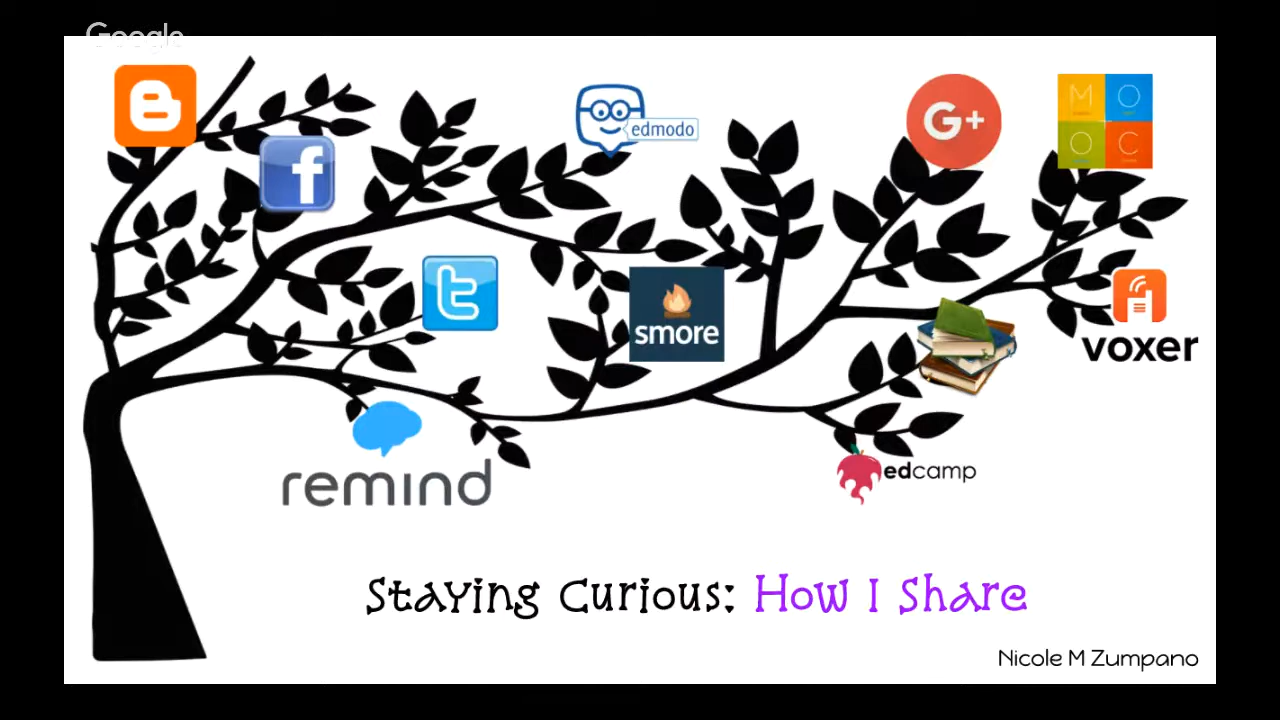 Google
B
f
edmodo
G+
M O
O C
t
smore
voxer
remind
edcamp
Staying Curious: How I Share
Nicole M Zumpano